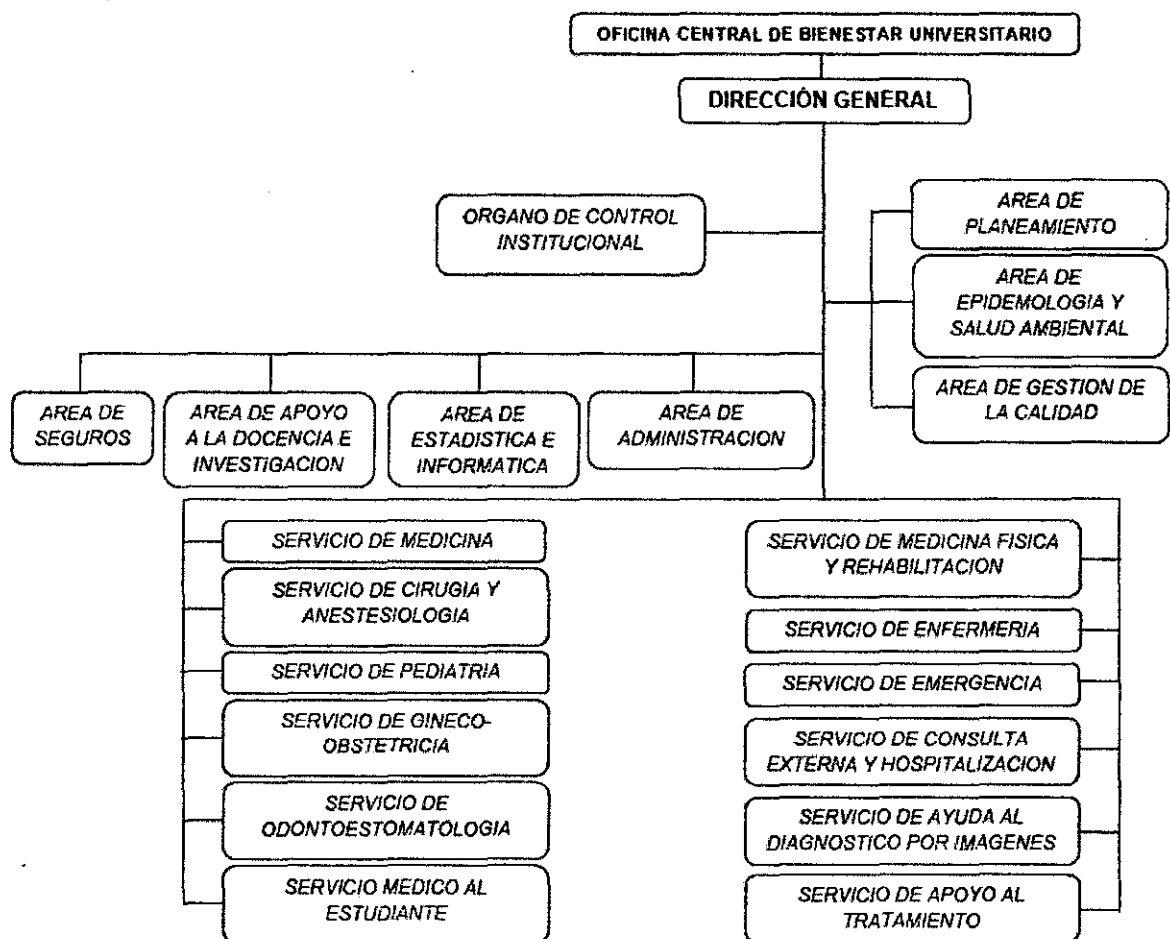 OFICINA CENTRAL DE BIENESTAR UNIVERSITARIO
DIRECCIÓN GENERAL
ORGANO DE CONTROL
INSTITUCIONAL
AREA DE
PLANEAMIENTO
AREA DE
EPIDEMOLOGIA Y
SALUD AMBIENTAL
AREA DE GESTION DE
LA CALIDAD
AREA DE
SEGUROS
AREA DE APOYO
A LA DOCENCIA E
INVESTIGACION
AREA DE
ESTADISTICA E
INFORMATICA
AREA DE
ADMINISTRACION
SERVICIO DE MEDICINA
SERVICIO DE CIRUGIA Y
ANESTESIOLOGIA
SERVICIO DE PEDIATRIA
SERVICIO DE GINECO-
OBSTETRICIA
SERVICIO DE
ODONTOESTOMATOLOGIA
SERVICIO MEDICO AL
ESTUDIANTE
SERVICIO DE MEDICINA FISICA
Y REHABILITACION
SERVICIO DE ENFERMERIA
SERVICIO DE EMERGENCIA
SERVICIO DE CONSULTA
EXTERNA Y HOSPITALIZACION
SERVICIO DE AYUDA AL
DIAGNOSTICO POR IMAGENES
SERVICIO DE APOYO AL
TRATAMIENTO